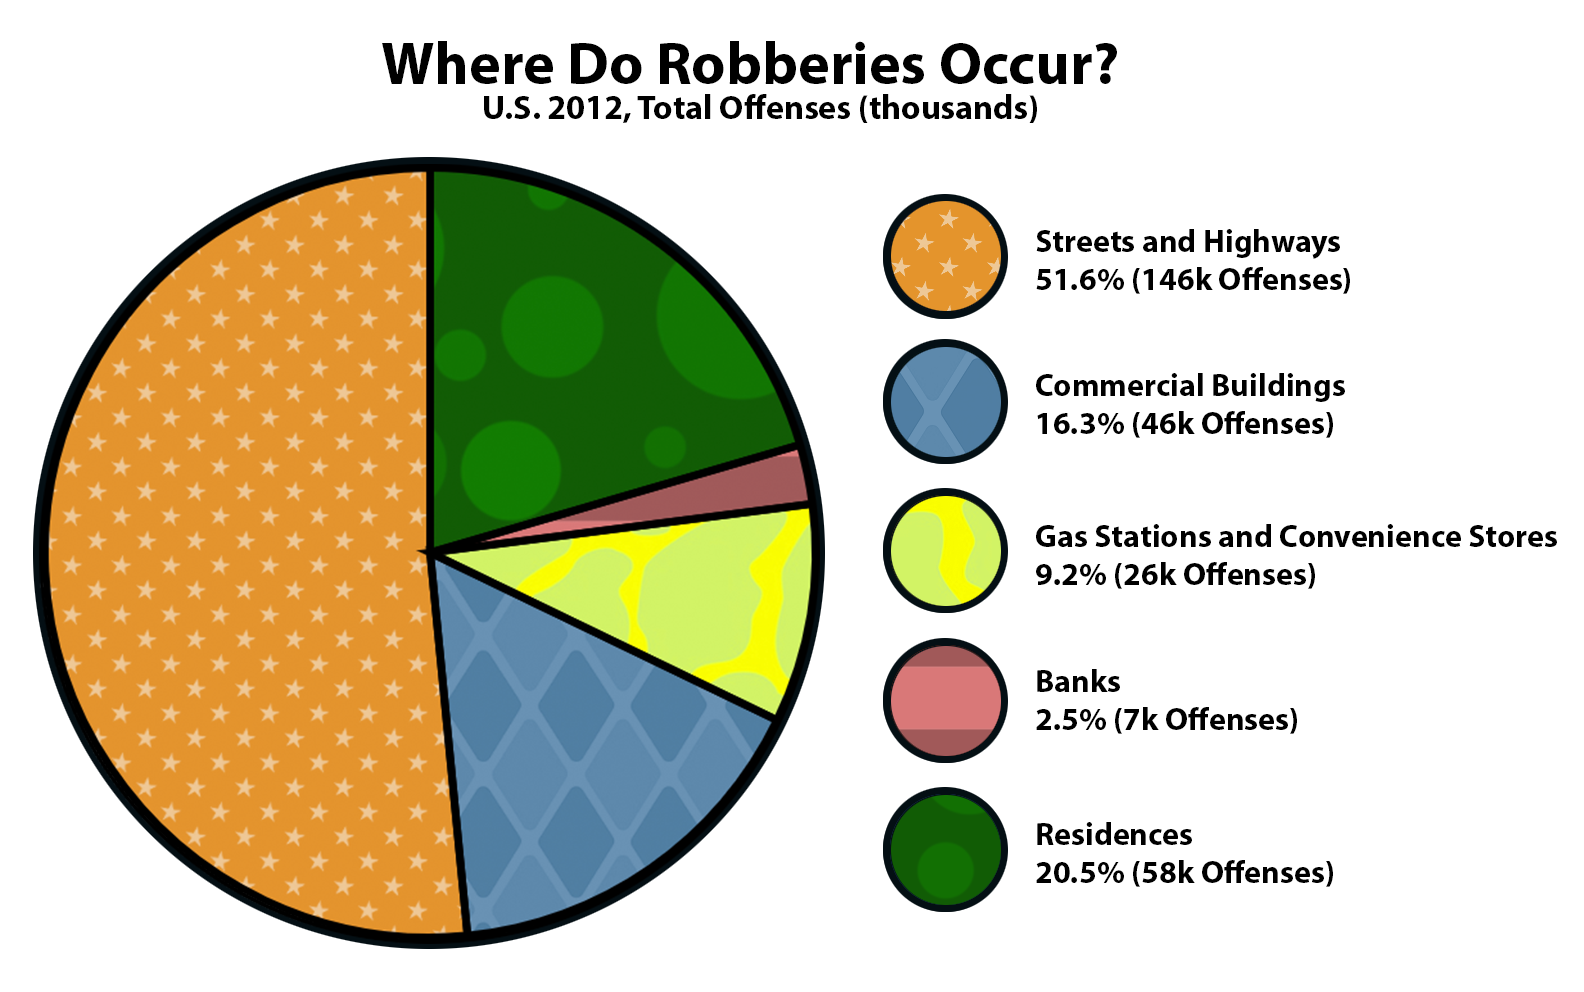 Where Do Robberies Occur?
U.S. 2012, Total Offenses (thousands)
Streets and Highways
51.6% (146k Offenses)
Commercial Buildings
16.3% (46k Offenses)
Gas Stations and Convenience Stores
9.2% (26k Offenses)
Banks
2.5% (7k Offenses)
Residences
20.5% (58k Offenses)